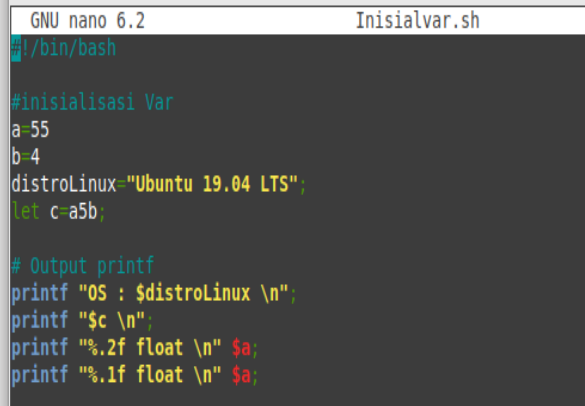 GNU nano 6.2 Inisialvar.sh
#!/bin/bash
#inisialisasi Var
a=55
b=4
distroLinux="Ubuntu 19.04 LTS";
let c=a5b;
# Output printf
printf "OS : $distroLinux \n";
printf "$c \n";
printf "%.2f float \n" $a;
printf "%.1f float \n" $a;